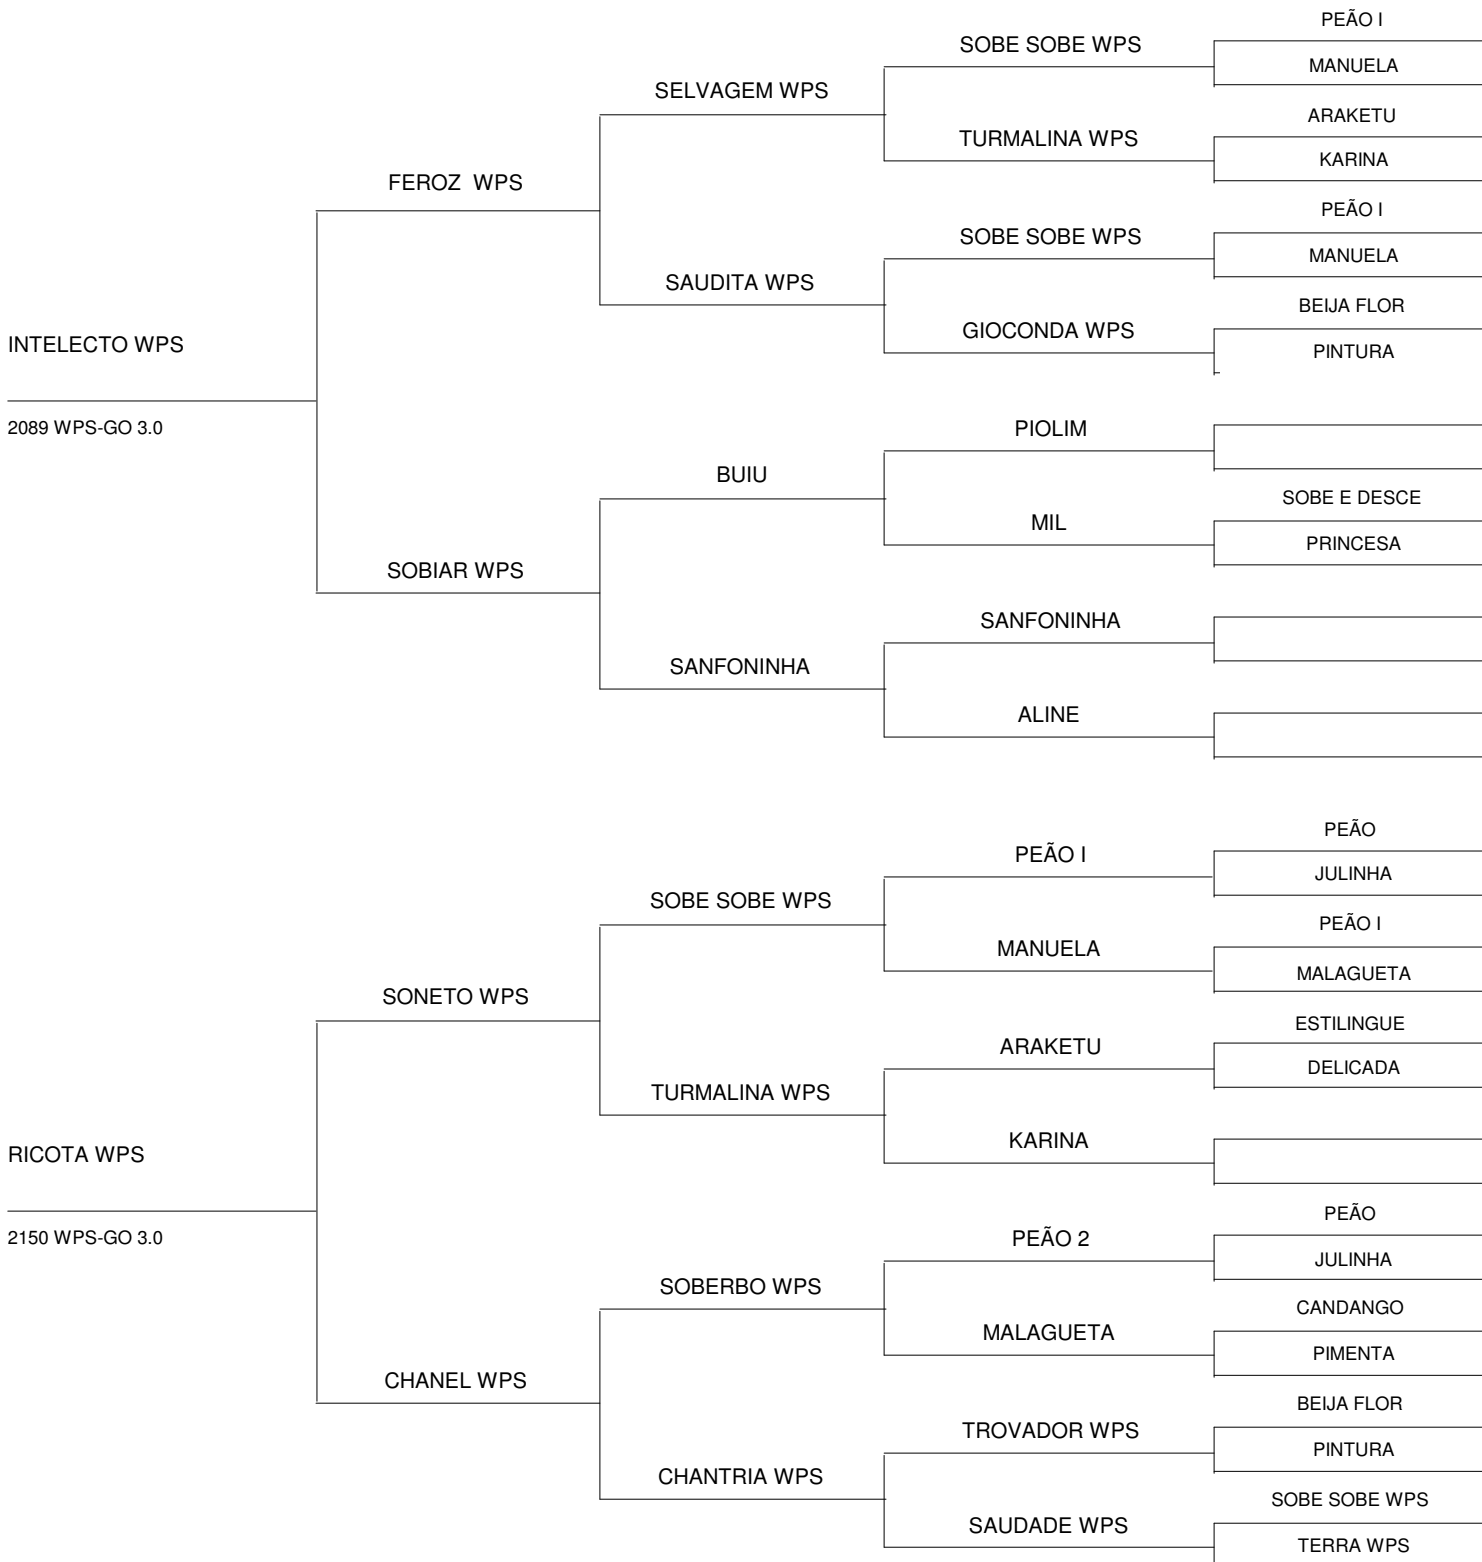 PEÃO I
SOBE SOBE WPS
MANUELA
SELVAGEM WPS
ARAKETU
TURMALINA WPS
KARINA
FEROZ  WPS
PEÃO I
SOBE SOBE WPS
MANUELA
SAUDITA WPS
BEIJA FLOR
GIOCONDA WPS
INTELECTO WPS
PINTURA
2089 WPS-GO 3.0
PIOLIM
BUIU
SOBE E DESCE
MIL
PRINCESA
SOBIAR WPS
SANFONINHA
SANFONINHA
ALINE
PEÃO
PEÃO I
JULINHA
SOBE SOBE WPS
PEÃO I
MANUELA
MALAGUETA
SONETO WPS
ESTILINGUE
ARAKETU
DELICADA
TURMALINA WPS
KARINA
RICOTA WPS
PEÃO
2150 WPS-GO 3.0
PEÃO 2
JULINHA
SOBERBO WPS
CANDANGO
MALAGUETA
PIMENTA
CHANEL WPS
BEIJA FLOR
TROVADOR WPS
PINTURA
CHANTRIA WPS
SOBE SOBE WPS
SAUDADE WPS
TERRA WPS